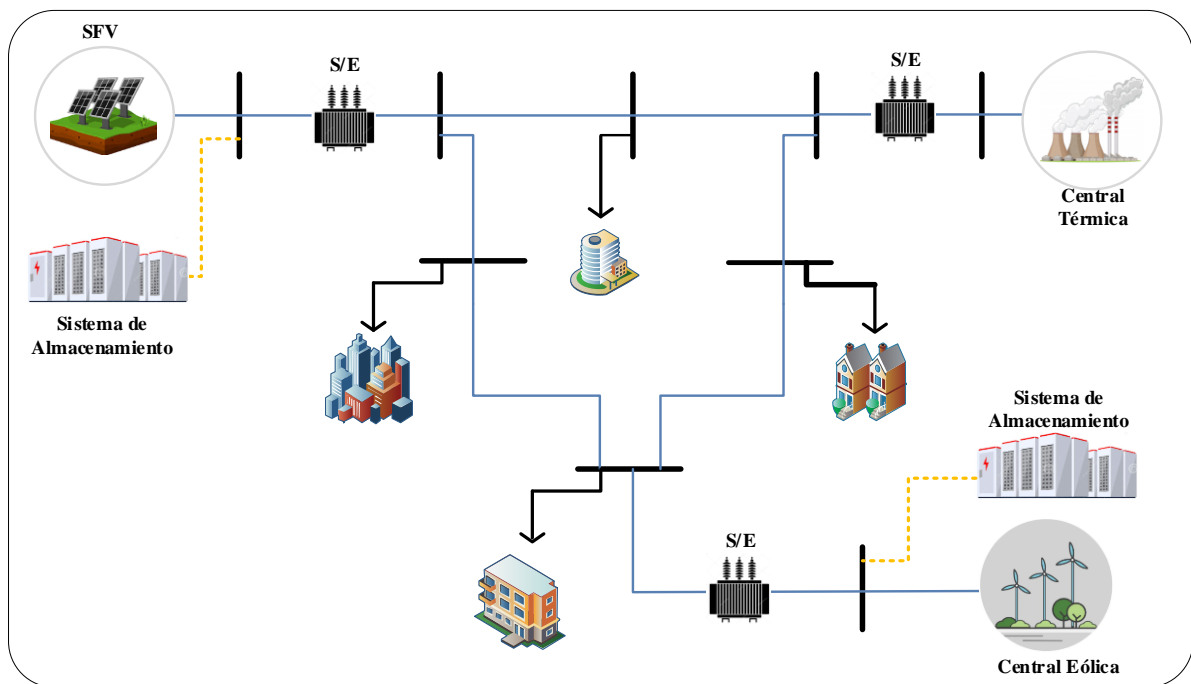 SFV
S/E
S/E
Central
Térmica
Sistema de
Almacenamiento
Sistema de
Almacenamiento
S/E
Central Eólica